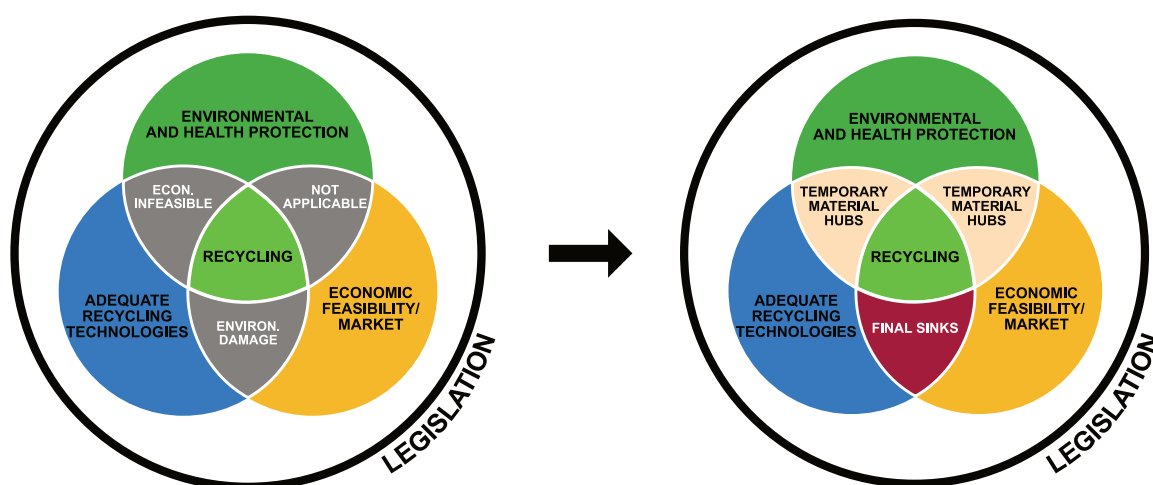 ENVIRONMENTAL
AND HEALTH PROTECTION
ECON.
INFEASIBLE
NOT
APPLICABLE
RECYCLING
ADEQUATE
RECYCLING
TECHNOLOGIES
ENVIRON.
DAMAGE
ECONOMIC
FEASIBILITY/
MARKET
LEGISLATION
ENVIRONMENTAL
AND HEALTH PROTECTION
TEMPORARY
MATERIAL
HUBS
TEMPORARY
MATERIAL
HUBS
RECYCLING
ADEQUATE
RECYCLING
TECHNOLOGIES
FINAL SINKS
ECONOMIC
FEASIBILITY/
MARKET
LEGISLATION